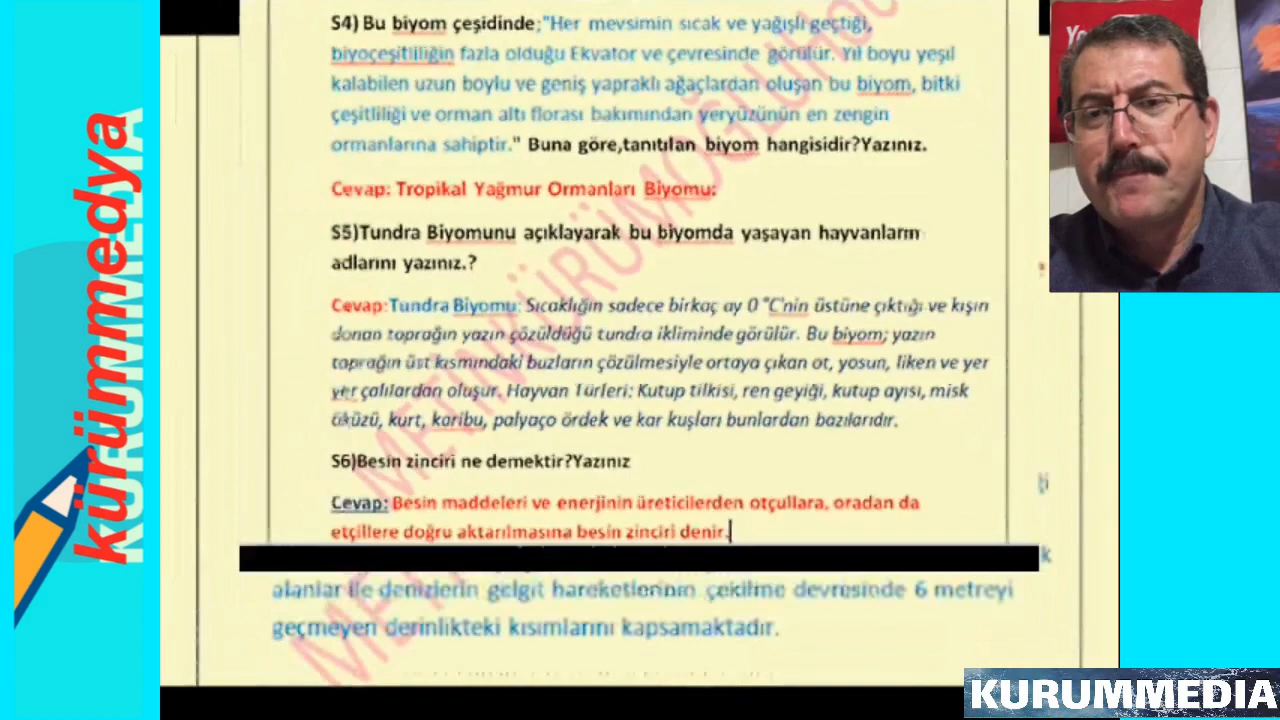 S4) Bu biyom çeşidinde;"Her mevsimin sıcak ve yağışlı geçtiği,
biyoçeşitliliğin fazla olduğu Ekvator ve çevresinde görülür. Yıl boyu yeşil
kalabilen uzun boylu ve geniş yapraklı ağaçlardan oluşan bu biyom, bitki
çeşitliliği ve orman altı florası bakımından yeryüzünün en zengin
ormanlarına sahiptir." Buna göre,tanıtılan biyom hangisidir?Yazınız.
Cevap: Tropikal Yağmur Ormanları Biyomu:
S5)Tundra Biyomunu açıklayarak bu biyomda yaşayan hayvanların
adlarını yazınız.?
Cevap:Tundra Biyomu: Sıcaklığın sadece birkaç ay 0 °C'nin üstüne çıktığı ve kışın
donan toprağın yazın çözüldüğü tundra ikliminde görülür. Bu biyom; yazın
toprağın üst kısmındaki buzların çözülmesiyle ortaya çıkan ot, yosun, liken ve yer
yer çalılardan oluşur. Hayvan Türleri: Kutup tilkisi, ren geyiği, kutup ayısı, misk
öküzü, kurt, karibu, palyaço ördek ve kar kuşları bunlardan bazılarıdır.
S6)Besin zinciri ne demektir?Yazınız
Cevap: Besin maddeleri ve enerjinin üreticilerden otçullara, oradan da
etçillere doğru aktarılmasına besin zinciri denir.
alanlar ile denizlerin gelgit hareketlerinin çekilme devresinde 6 metreyi
geçmeyen derinlikteki kısımlarını kapsamaktadır.
kürümmedya
KURUMMEDIA
KURUMMEDIA